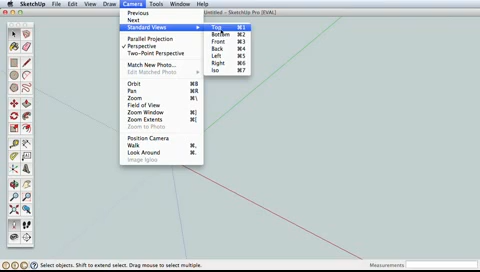 SketchUp File Edit View Draw Camera Tools Window Help
Untitled - SketchUp Pro [EVAL]
Previous
Next
Standard Views
Parallel Projection
✓ Perspective
Two-Point Perspective
Match New Photo...
Edit Matched Photo
Orbit ⌘B
Pan ⌘R
Zoom ⌘\
Field of View
Zoom Window ⌘]
Zoom Extents ⌘[
Zoom to Photo
Position Camera
Walk ⌘,
Look Around ⌘.
Image Igloo
Top ⌘1
Bottom ⌘2
Front ⌘3
Back ⌘4
Left ⌘5
Right ⌘6
Iso ⌘7
Select objects. Shift to extend select. Drag mouse to select multiple.
Measurements